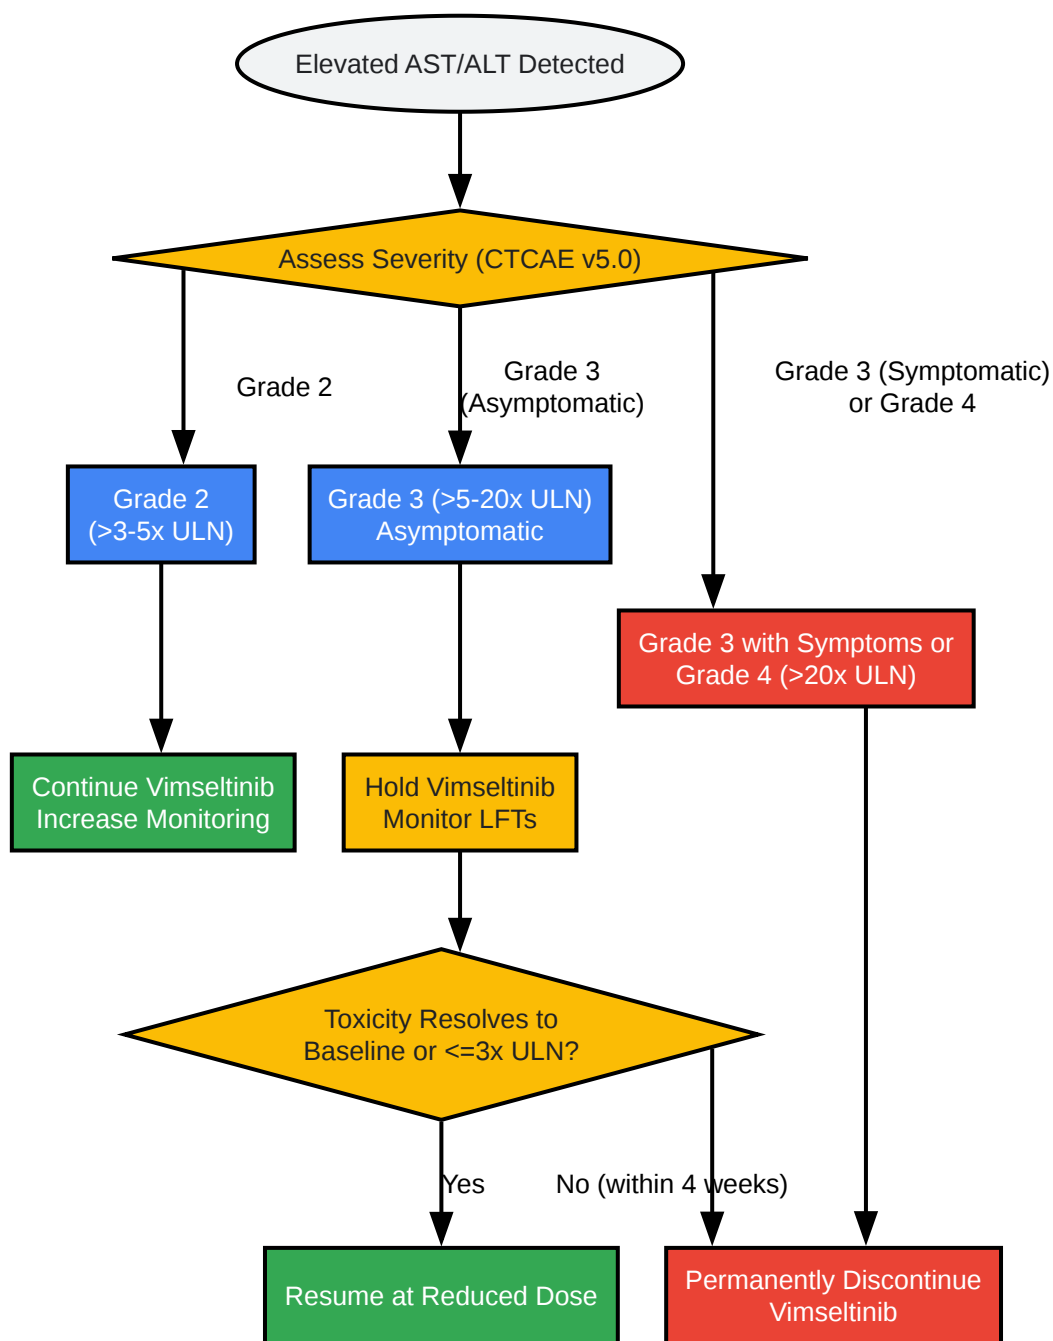 Elevated AST/ALT Detected
Assess Severity (CTCAE v5.0)
Grade 2
Grade 3
(Asymptomatic)
Grade 3 (Symptomatic)
or Grade 4
Grade 2
(>3-5x ULN)
Grade 3 (>5-20x ULN)
Asymptomatic
Grade 3 with Symptoms or
Grade 4 (>20x ULN)
Continue Vimseltinib
Increase Monitoring
Hold Vimseltinib
Monitor LFTs
Toxicity Resolves to
Baseline or <=3x ULN?
Yes
No (within 4 weeks)
Resume at Reduced Dose
Permanently Discontinue
Vimseltinib